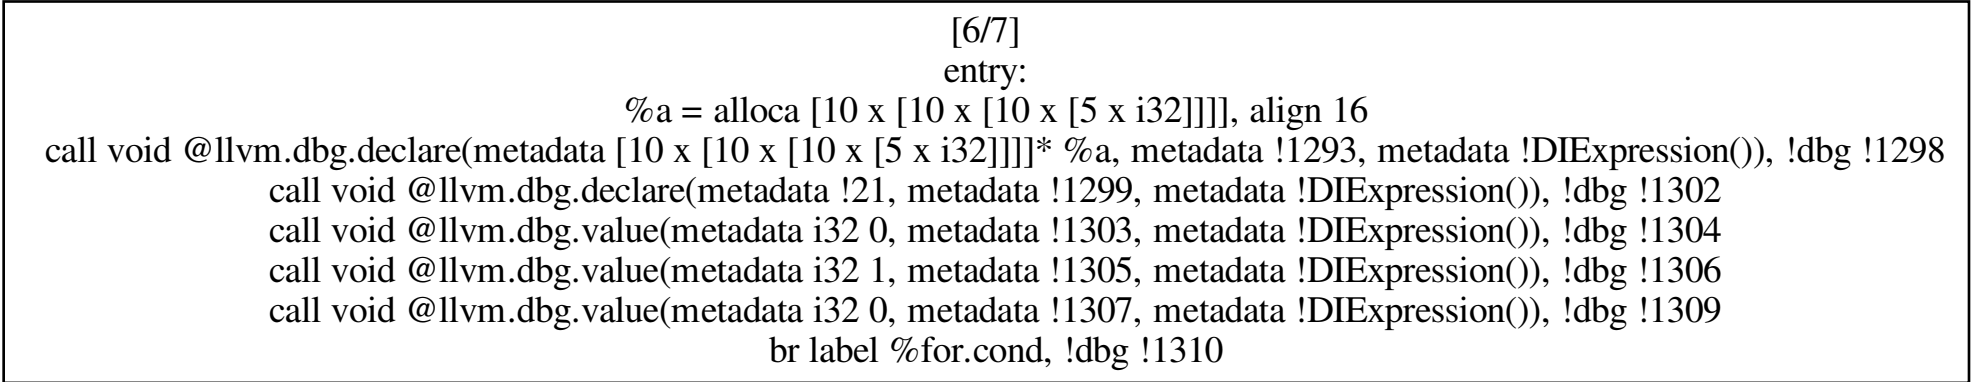 [6/7]
entry:
%a = alloca [10 x [10 x [10 x [5 x i32]]]], align 16
call void @llvm.dbg.declare(metadata [10 x [10 x [10 x [5 x i32]]]]* %a, metadata !1293, metadata !DIExpression()), !dbg !1298
call void @llvm.dbg.declare(metadata !21, metadata !1299, metadata !DIExpression()), !dbg !1302
call void @llvm.dbg.value(metadata i32 0, metadata !1303, metadata !DIExpression()), !dbg !1304
call void @llvm.dbg.value(metadata i32 1, metadata !1305, metadata !DIExpression()), !dbg !1306
call void @llvm.dbg.value(metadata i32 0, metadata !1307, metadata !DIExpression()), !dbg !1309
br label %for.cond, !dbg !1310